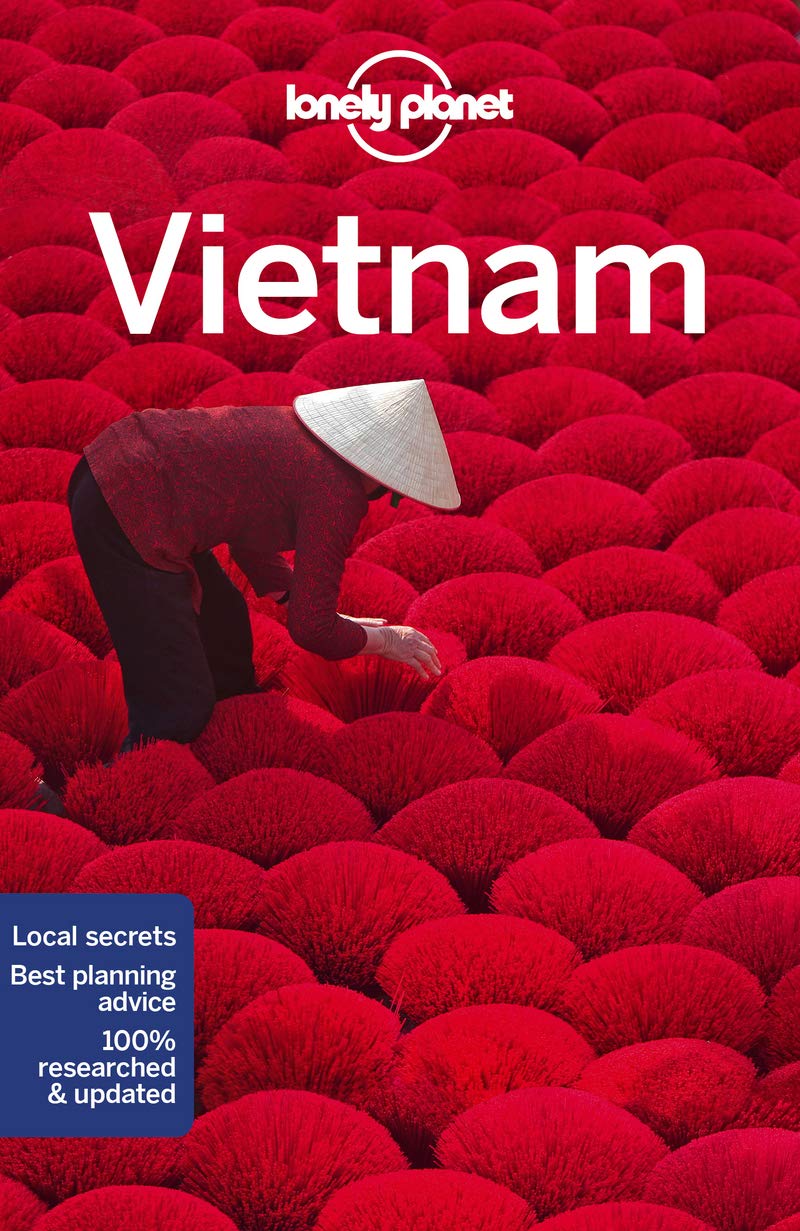 lonely planet
Vietnam
Local secrets
Best planning
advice
100%
researched
& updated